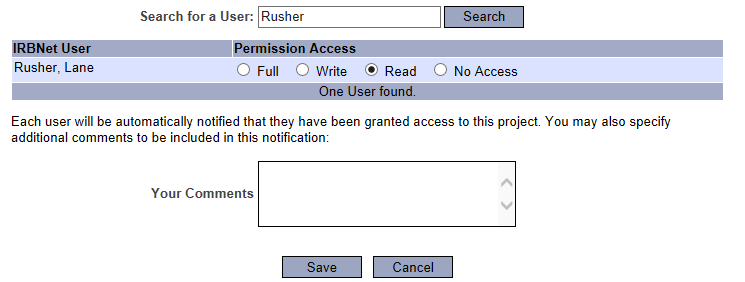 Search for a User: Rusher Search
IRBNet User Permission Access
Rusher, Lane Full Write Read No Access
One User found.
Each user will be automatically notified that they have been granted access to this project. You may also specify
additional comments to be included in this notification:
Your Comments
Save Cancel